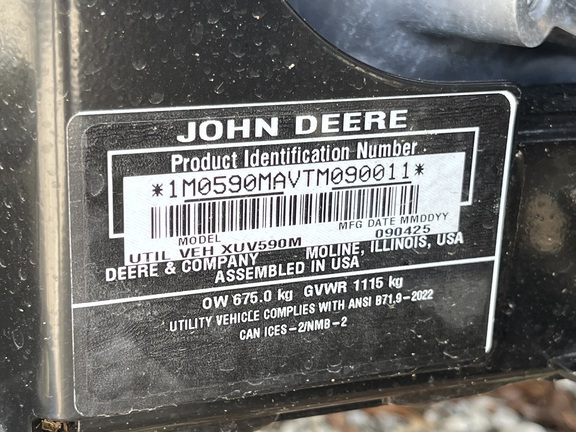 JOHN DEERE
Product Identification Number
*1M0590MAVTM090011*
MODEL MFG DATE MMDDYY
UTIL VEH XUV590M 090425
DEERE & COMPANY MOLINE, ILLINOIS, USA
ASSEMBLED IN USA
OW 675.0 kg GVWR 1115 kg
UTILITY VEHICLE COMPLIES WITH ANSI B71.9-2022
CAN ICES-2/NMB-2